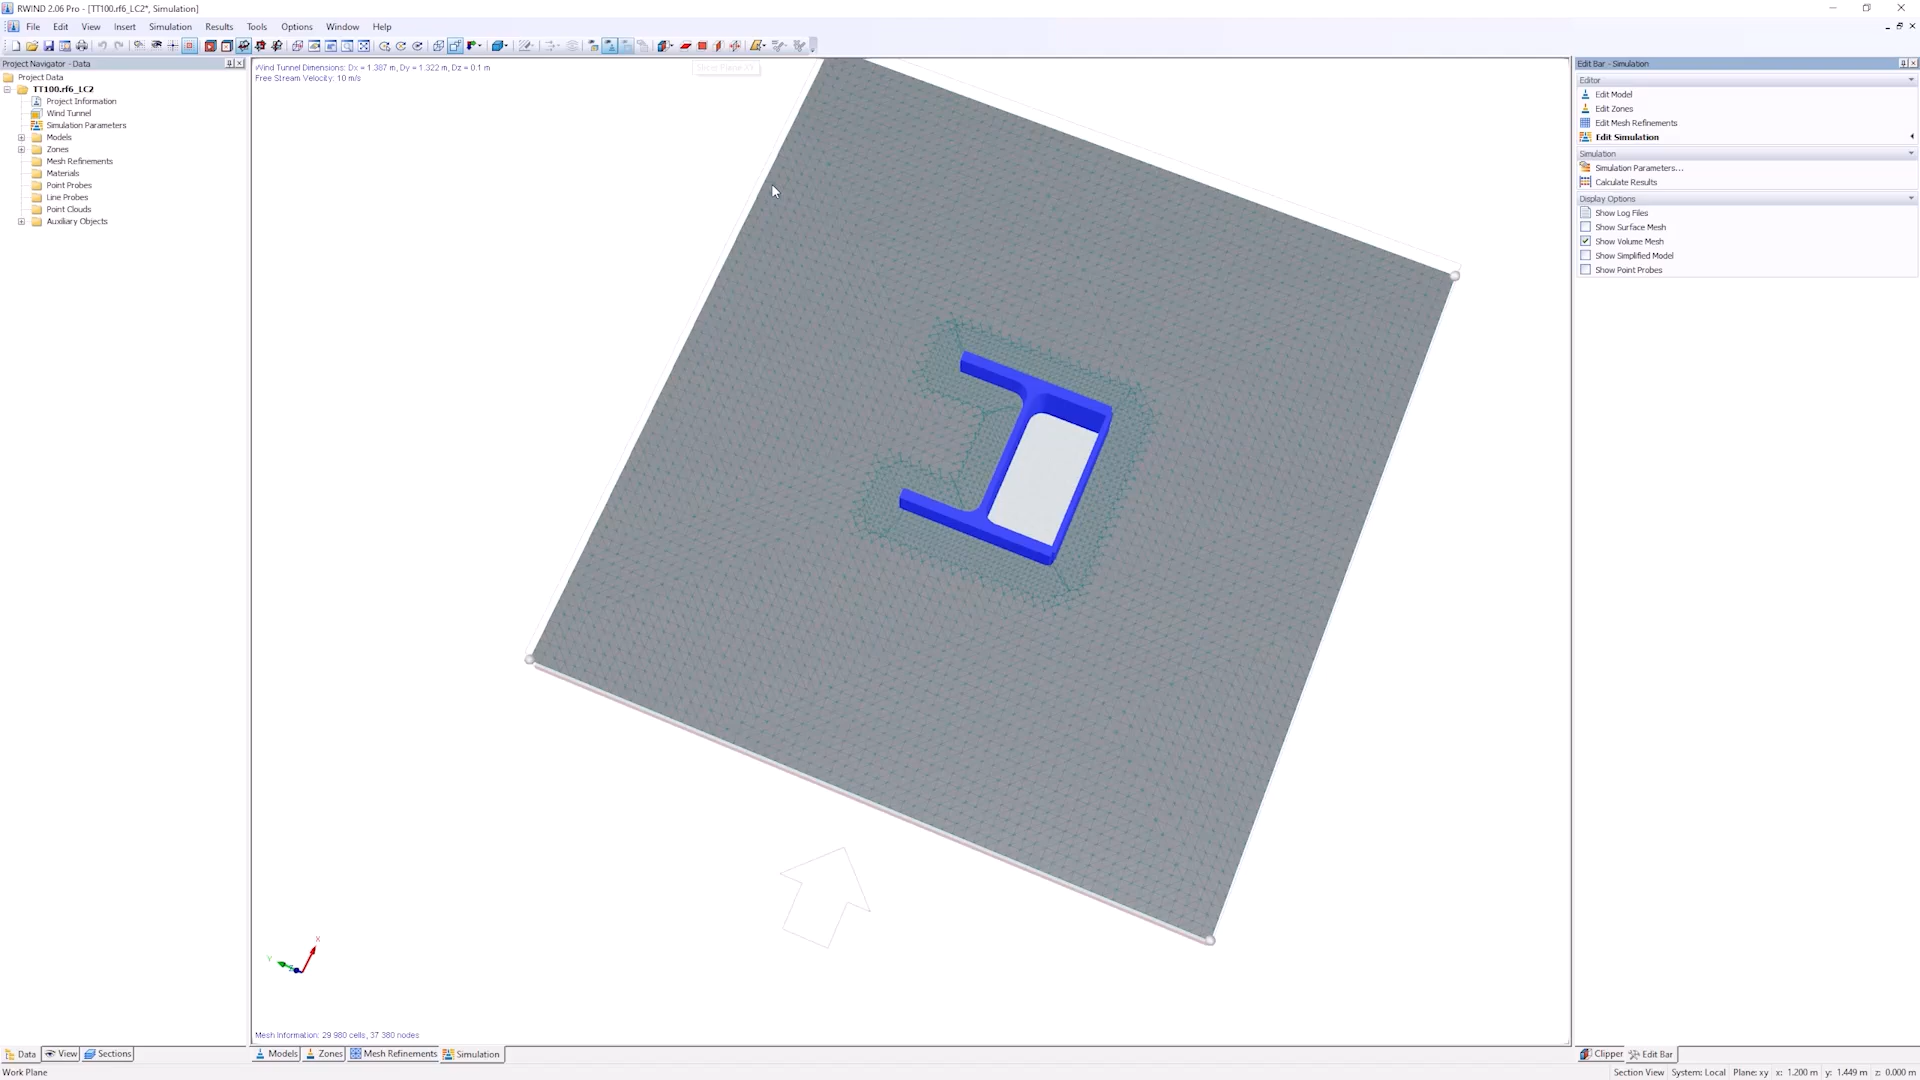 RWIND 2.06 Pro - [TT100.rf6_LC2*, Simulation]
File Edit View Insert Simulation Results Tools Options Window Help
Project Navigator - Data
Project Data
TT100.rf6_LC2
Project Information
Wind Tunnel
Simulation Parameters
Models
Zones
Mesh Refinements
Materials
Point Probes
Line Probes
Point Clouds
Auxiliary Objects
Wind Tunnel Dimensions: Dx = 1.387 m, Dy = 1.322 m, Dz = 0.1 m
Free Stream Velocity: 10 m/s
X
Y
Z
Mesh Information: 29 980 cells, 37 380 nodes
Edit Bar - Simulation
Editor
Edit Model
Edit Zones
Edit Mesh Refinements
Edit Simulation
Simulation
Simulation Parameters...
Calculate Results
Display Options
Show Log Files
Show Surface Mesh
Show Volume Mesh
Show Simplified Model
Show Point Probes
Data View Sections
Models Zones Mesh Refinements Simulation
Clipper Edit Bar
Work Plane
Section View System: Local Plane: xy x: 1.200 m y: 1.449 m z: 0.000 m